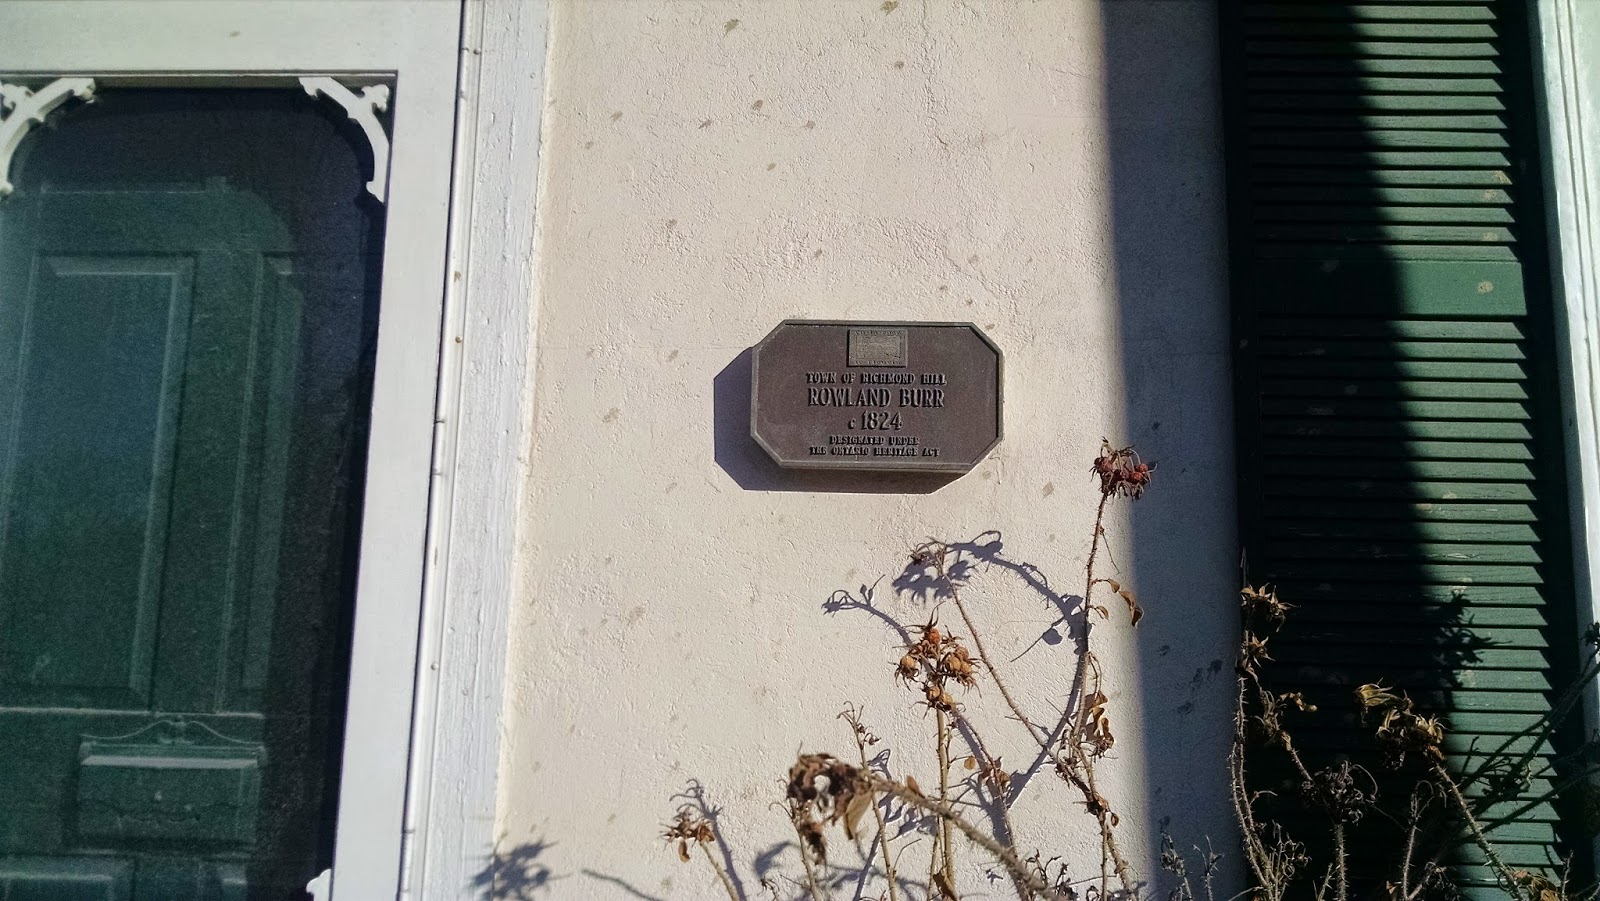 TOWN OF RICHMOND HILL
ROWLAND BURR
c 1824
DESIGNATED UNDER
THE ONTARIO HERITAGE ACT